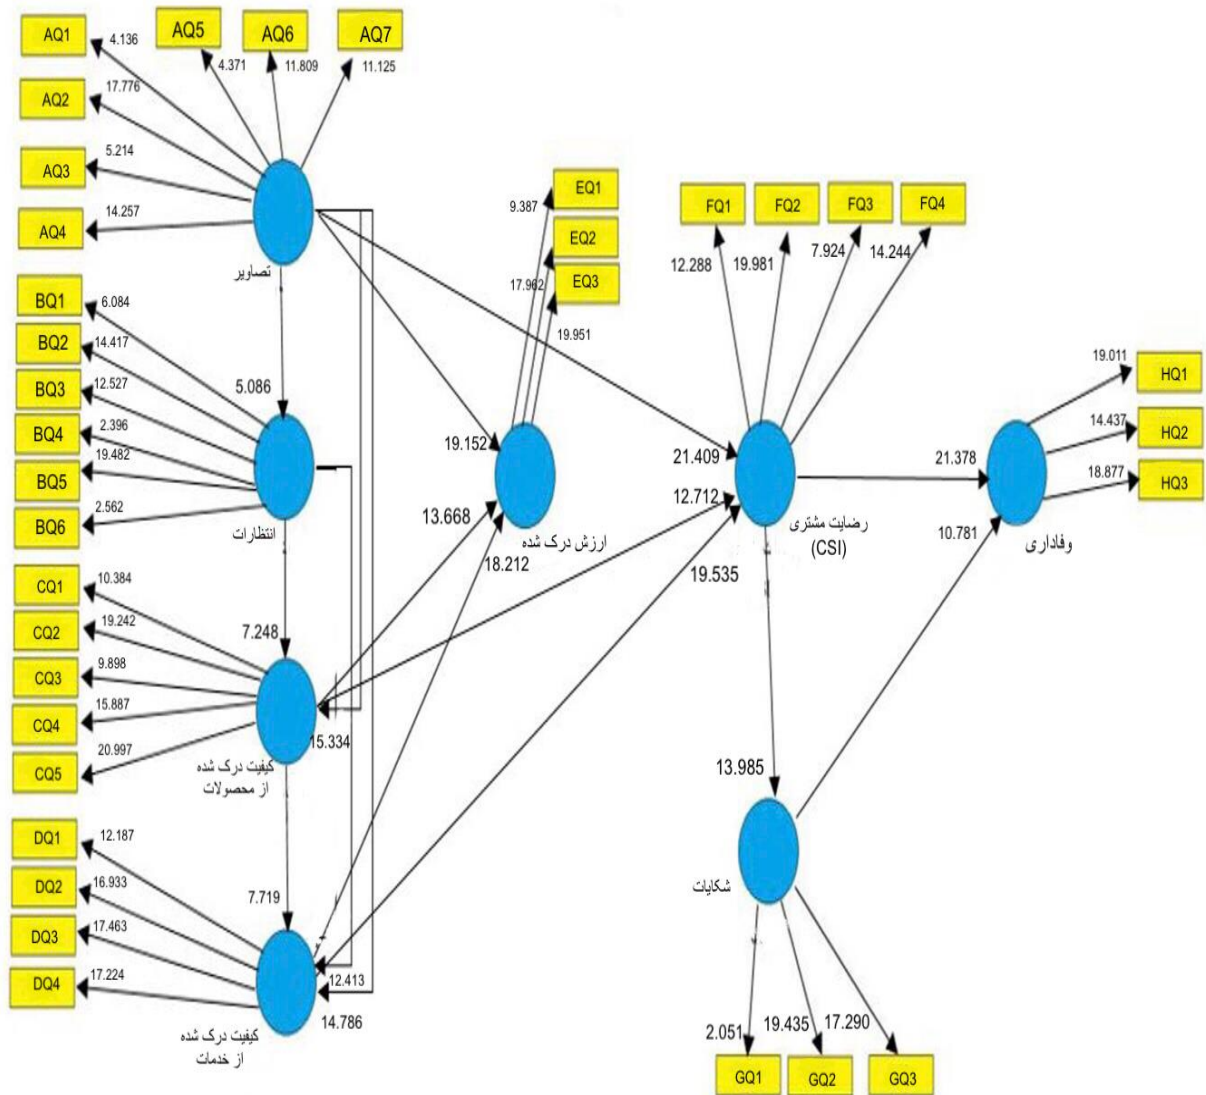 AQ1
4.136
AQ5
4.371
AQ6
11.809
AQ7
11.125
AQ2
17.776
AQ3
5.214
AQ4
14.257
تصاویر
EQ1
9.387
EQ2
17.962
EQ3
19.951
FQ1
12.288
FQ2
19.981
FQ3
7.924
FQ4
14.244
BQ1
6.084
BQ2
14.417
BQ3
12.527
BQ4
2.396
BQ5
19.482
BQ6
2.562
5.086
انتظارات
19.152
13.668
18.212
ارزش درک شده
21.409
12.712
19.535
رضایت مشتری
(CSI)
21.378
10.781
وفاداری
HQ1
19.011
HQ2
14.437
HQ3
18.877
CQ1
10.384
CQ2
19.242
CQ3
9.898
CQ4
15.887
CQ5
20.997
7.248
15.334
کیفیت درک شده
از محصولات
13.985
شکایات
DQ1
12.187
DQ2
16.933
DQ3
17.463
DQ4
17.224
7.719
12.413
14.786
کیفیت درک شده
از خدمات
2.051
19.435
17.290
GQ1
GQ2
GQ3